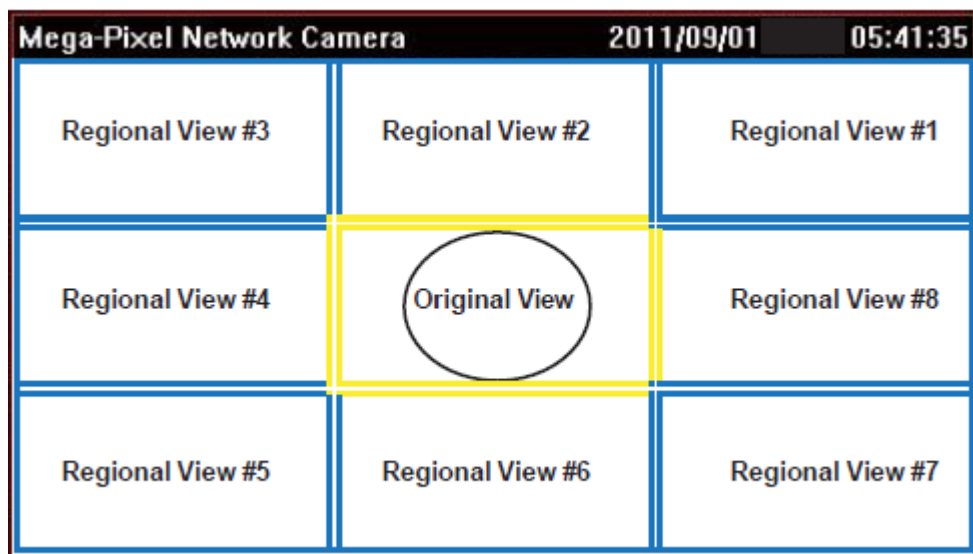 Mega-Pixel Network Camera 2011/09/01 05:41:35
Regional View #3 Regional View #2 Regional View #1
Regional View #4 Original View Regional View #8
Regional View #5 Regional View #6 Regional View #7